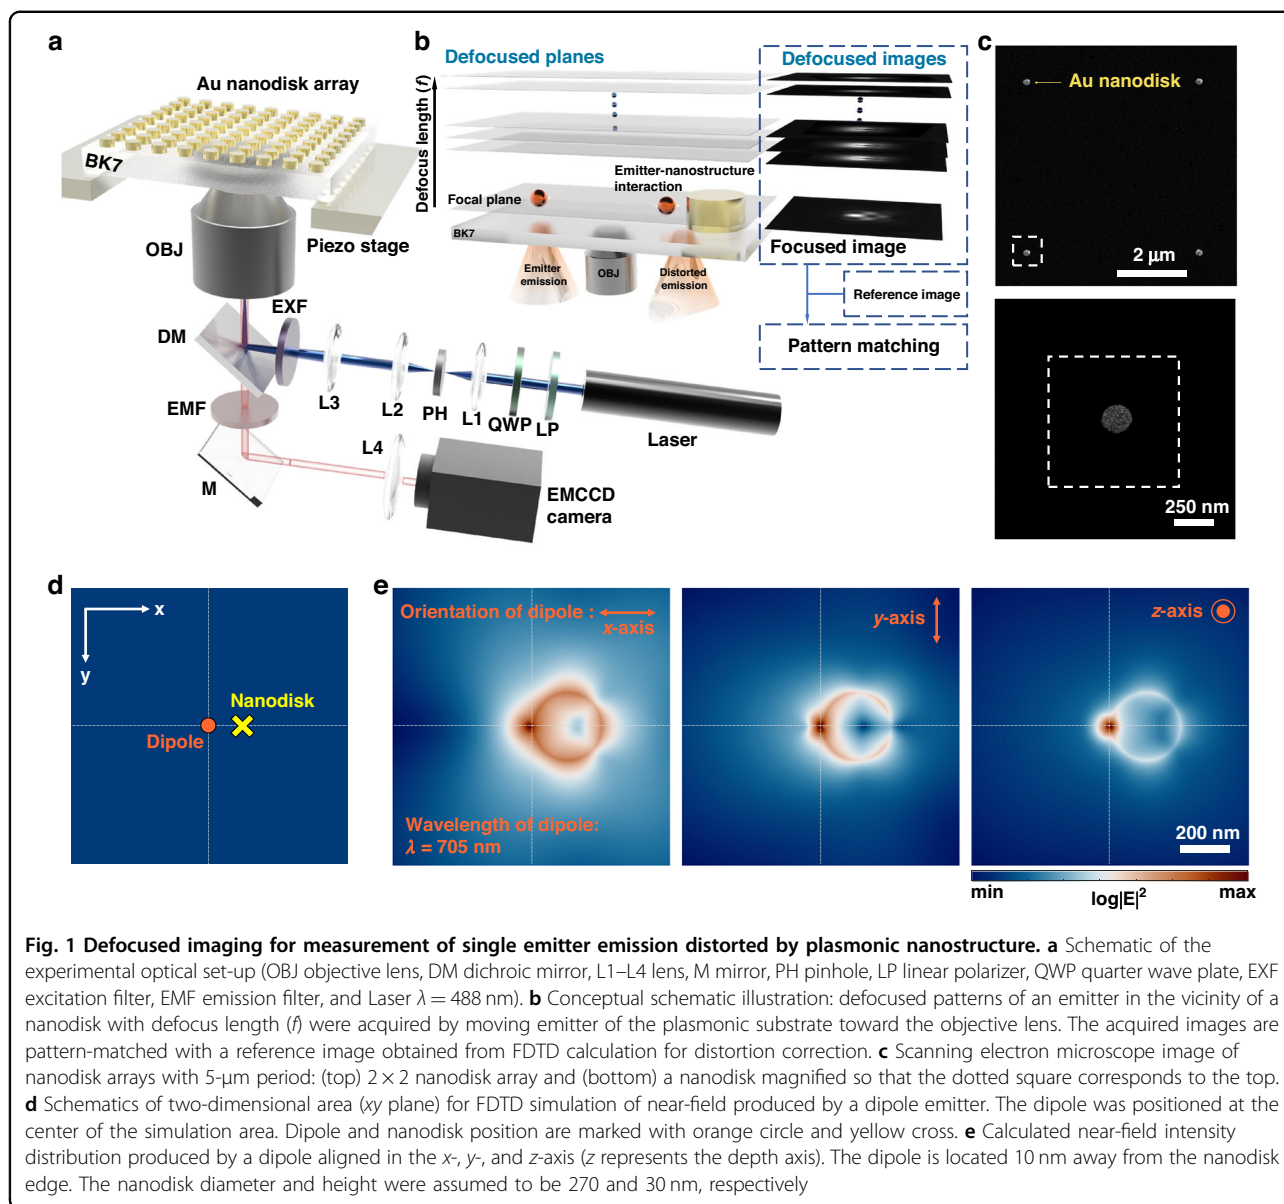 a
Au nanodisk array
BK7
OBJ
Piezo stage
EXF
DM
EMF
L3
L2
PH
L1
QWP
LP
Laser
M
L4
EMCCD
camera
b
Defocused planes
Defocused images
Defocus length (f)
Emitter-nanostructure
interaction
Focal plane
BK7
Focused image
Emitter
emission
OBJ
Distorted
emission
Reference image
Pattern matching
c
Au nanodisk
2 μm
250 nm
d
x
y
Nanodisk
Dipole
e
Orientation of dipole :
x-axis
y-axis
z-axis
Wavelength of dipole:
λ = 705 nm
200 nm
min
log|E|²
max
Fig. 1 Defocused imaging for measurement of single emitter emission distorted by plasmonic nanostructure. a Schematic of the
experimental optical set-up (OBJ objective lens, DM dichroic mirror, L1–L4 lens, M mirror, PH pinhole, LP linear polarizer, QWP quarter wave plate, EXF
excitation filter, EMF emission filter, and Laser λ = 488 nm). b Conceptual schematic illustration: defocused patterns of an emitter in the vicinity of a
nanodisk with defocus length (f) were acquired by moving emitter of the plasmonic substrate toward the objective lens. The acquired images are
pattern-matched with a reference image obtained from FDTD calculation for distortion correction. c Scanning electron microscope image of
nanodisk arrays with 5-μm period: (top) 2 × 2 nanodisk array and (bottom) a nanodisk magnified so that the dotted square corresponds to the top.
d Schematics of two-dimensional area (xy plane) for FDTD simulation of near-field produced by a dipole emitter. The dipole was positioned at the
center of the simulation area. Dipole and nanodisk position are marked with orange circle and yellow cross. e Calculated near-field intensity
distribution produced by a dipole aligned in the x-, y-, and z-axis (z represents the depth axis). The dipole is located 10 nm away from the nanodisk
edge. The nanodisk diameter and height were assumed to be 270 and 30 nm, respectively